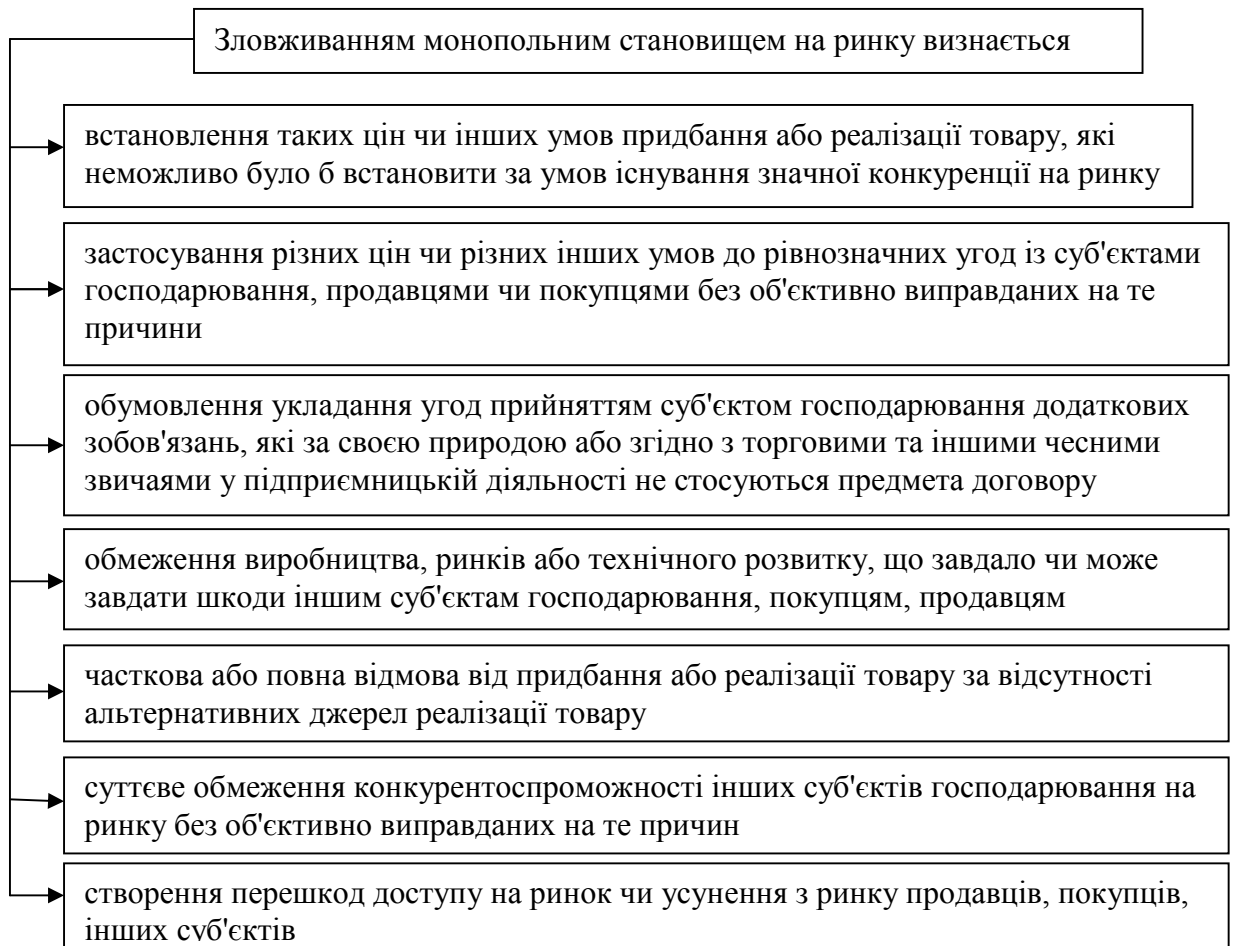 Зловживанням монопольним становищем на ринку визнається
встановлення таких цін чи інших умов придбання або реалізації товару, які
неможливо було б встановити за умов існування значної конкуренції на ринку
застосування різних цін чи різних інших умов до рівнозначних угод із суб'єктами
господарювання, продавцями чи покупцями без об'єктивно виправданих на те
причини
обумовлення укладання угод прийняттям суб'єктом господарювання додаткових
зобов'язань, які за своєю природою або згідно з торговими та іншими чесними
звичаями у підприємницькій діяльності не стосуються предмета договору
обмеження виробництва, ринків або технічного розвитку, що завдало чи може
завдати шкоди іншим суб'єктам господарювання, покупцям, продавцям
часткова або повна відмова від придбання або реалізації товару за відсутності
альтернативних джерел реалізації товару
суттєве обмеження конкурентоспроможності інших суб'єктів господарювання на
ринку без об'єктивно виправданих на те причин
створення перешкод доступу на ринок чи усунення з ринку продавців, покупців,
інших суб'єктів